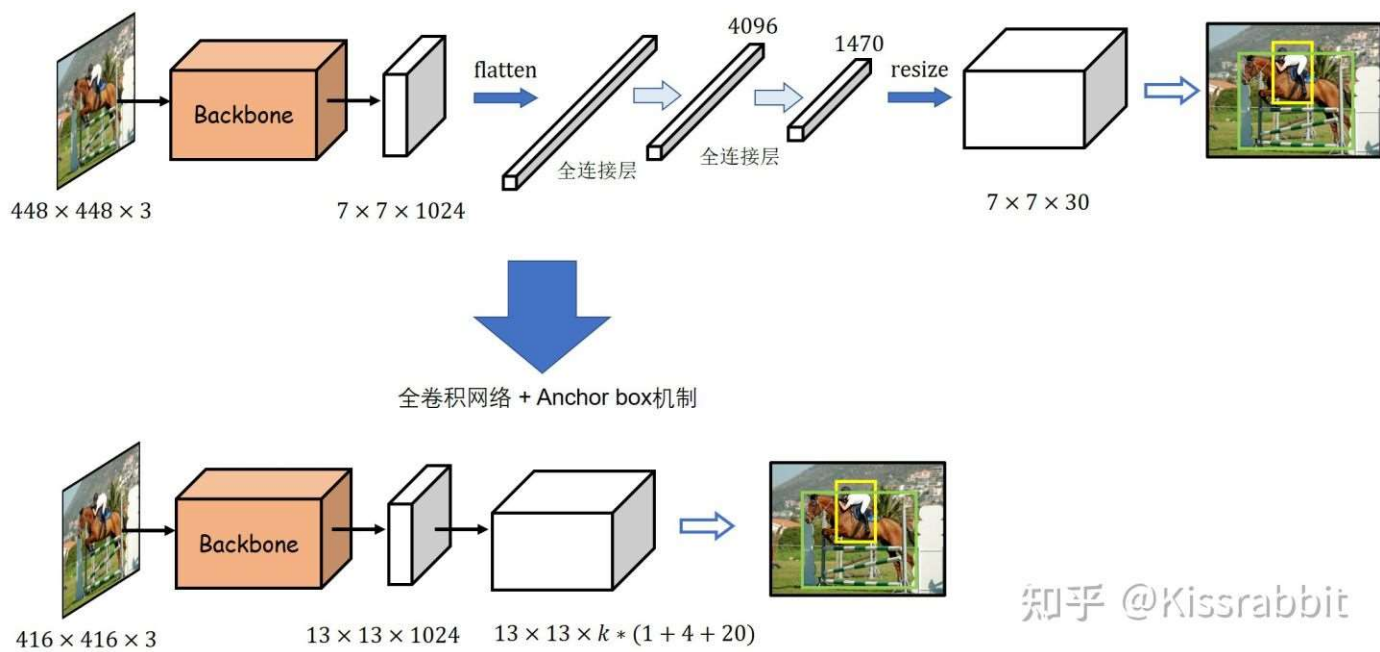 4096
1470
flatten
resize
Backbone
全连接层
全连接层
448 × 448 × 3
7 × 7 × 1024
7 × 7 × 30
全卷积网络 + Anchor box机制
Backbone
416 × 416 × 3
13 × 13 × 1024
13 × 13 × k * (1 + 4 + 20)
知乎 @Kissrabbit